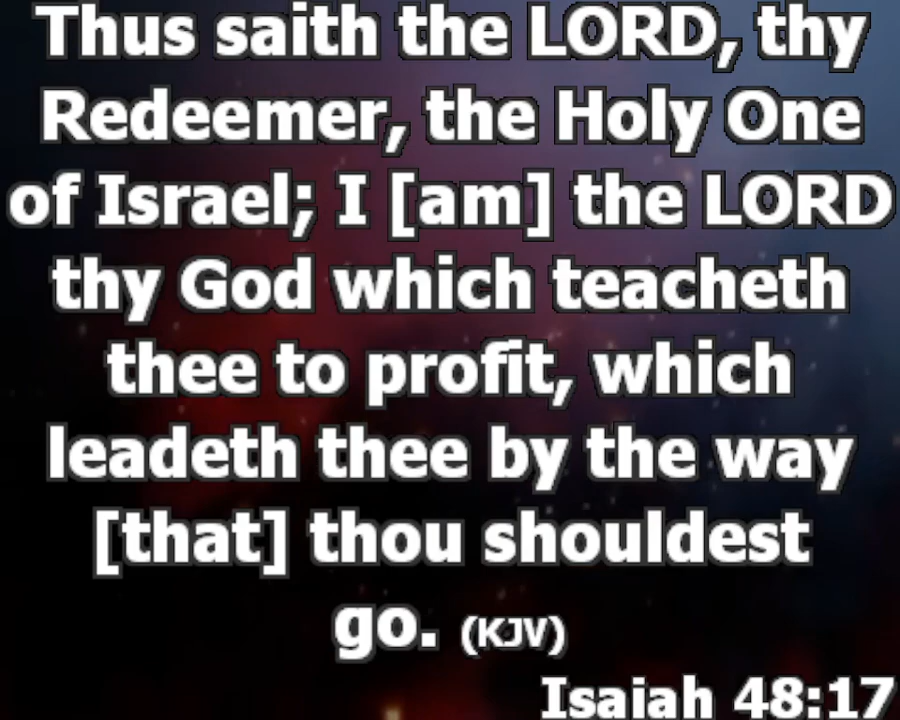 Thus saith the LORD, thy
Redeemer, the Holy One
of Israel; I [am] the LORD
thy God which teacheth
thee to profit, which
leadeth thee by the way
[that] thou shouldest
go. (KJV)
Isaiah 48:17